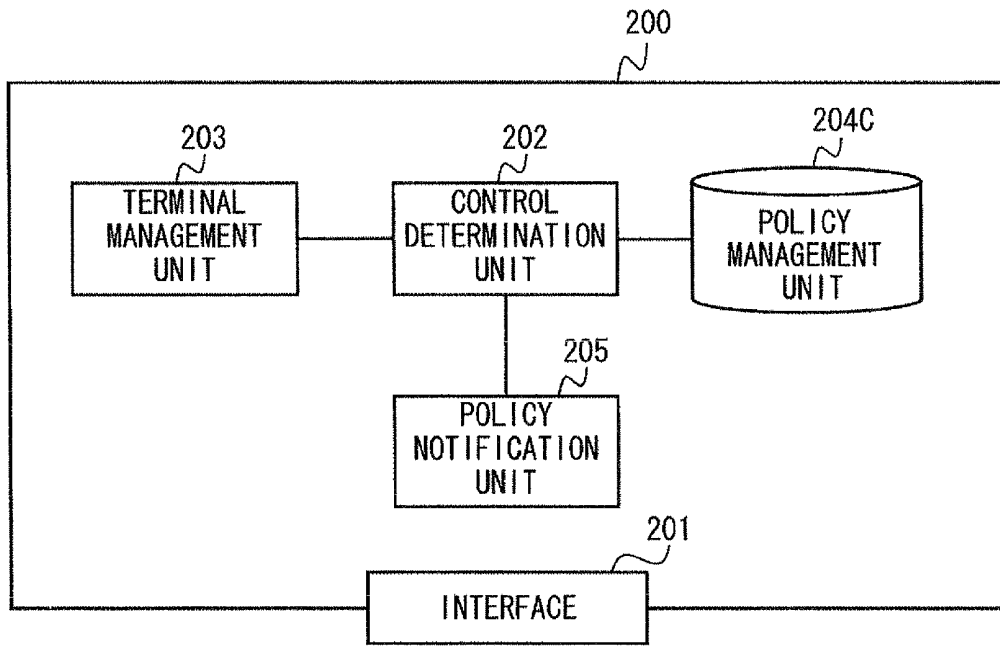 200
203
202
204C
TERMINAL
MANAGEMENT
UNIT
CONTROL
DETERMINATION
UNIT
POLICY
MANAGEMENT
UNIT
205
POLICY
NOTIFICATION
UNIT
201
INTERFACE